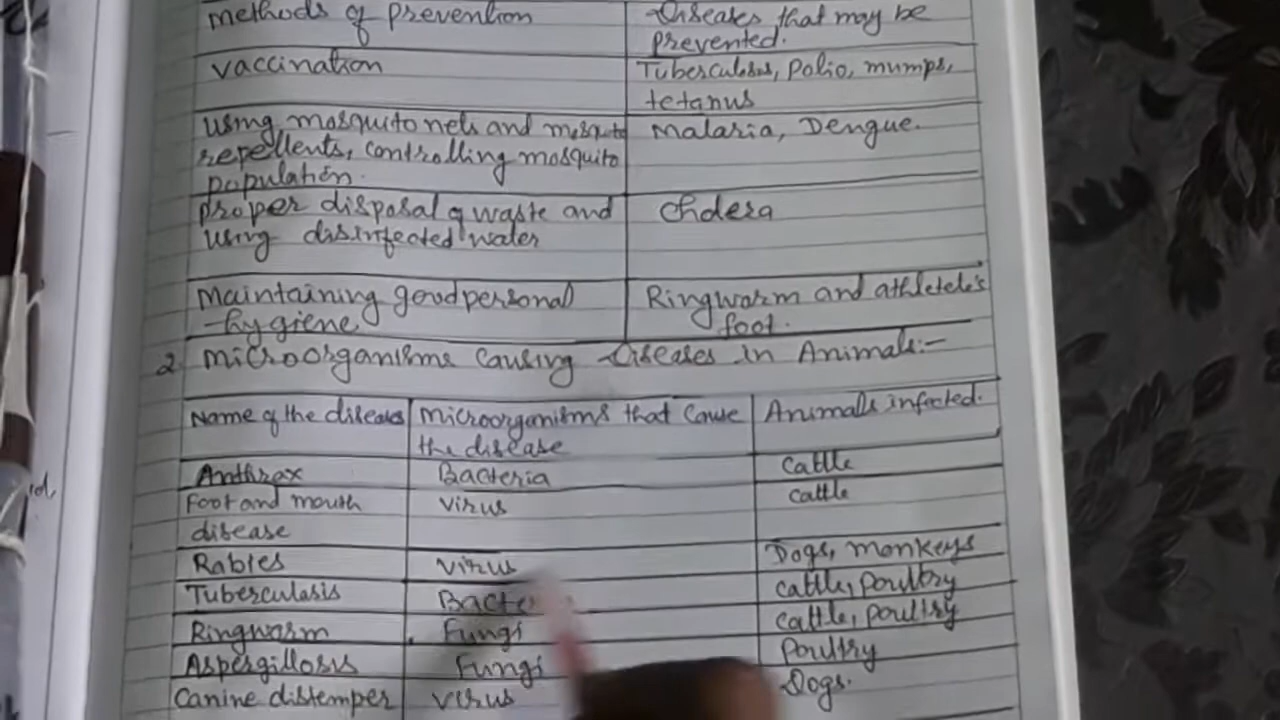 methods of prevention
Diseases that may be
prevented.
vaccination
Tuberculosis, polio, mumps,
tetanus
using mosquito nets and mosquito
repellents, controlling mosquito
population.
Malaria, Dengue.
proper disposal of waste and
using disinfected water
Cholera
Maintaining good personal
hygiene
Ringworm and athletele's
foot.
2. microorganisms causing Diseases in Animals:-
Name of the diseases
microorganisms that cause
the disease
Animals infected.
Anthrax
Bacteria
cattle
Foot and mouth
disease
virus
cattle
Rabies
virus
Dogs, monkeys
Tuberculosis
Bacte
cattle, poultry
Ringworm
Fungi
cattle, poultry
Aspergillosis
Fungi
poultry
Canine distemper
virus
Dogs.